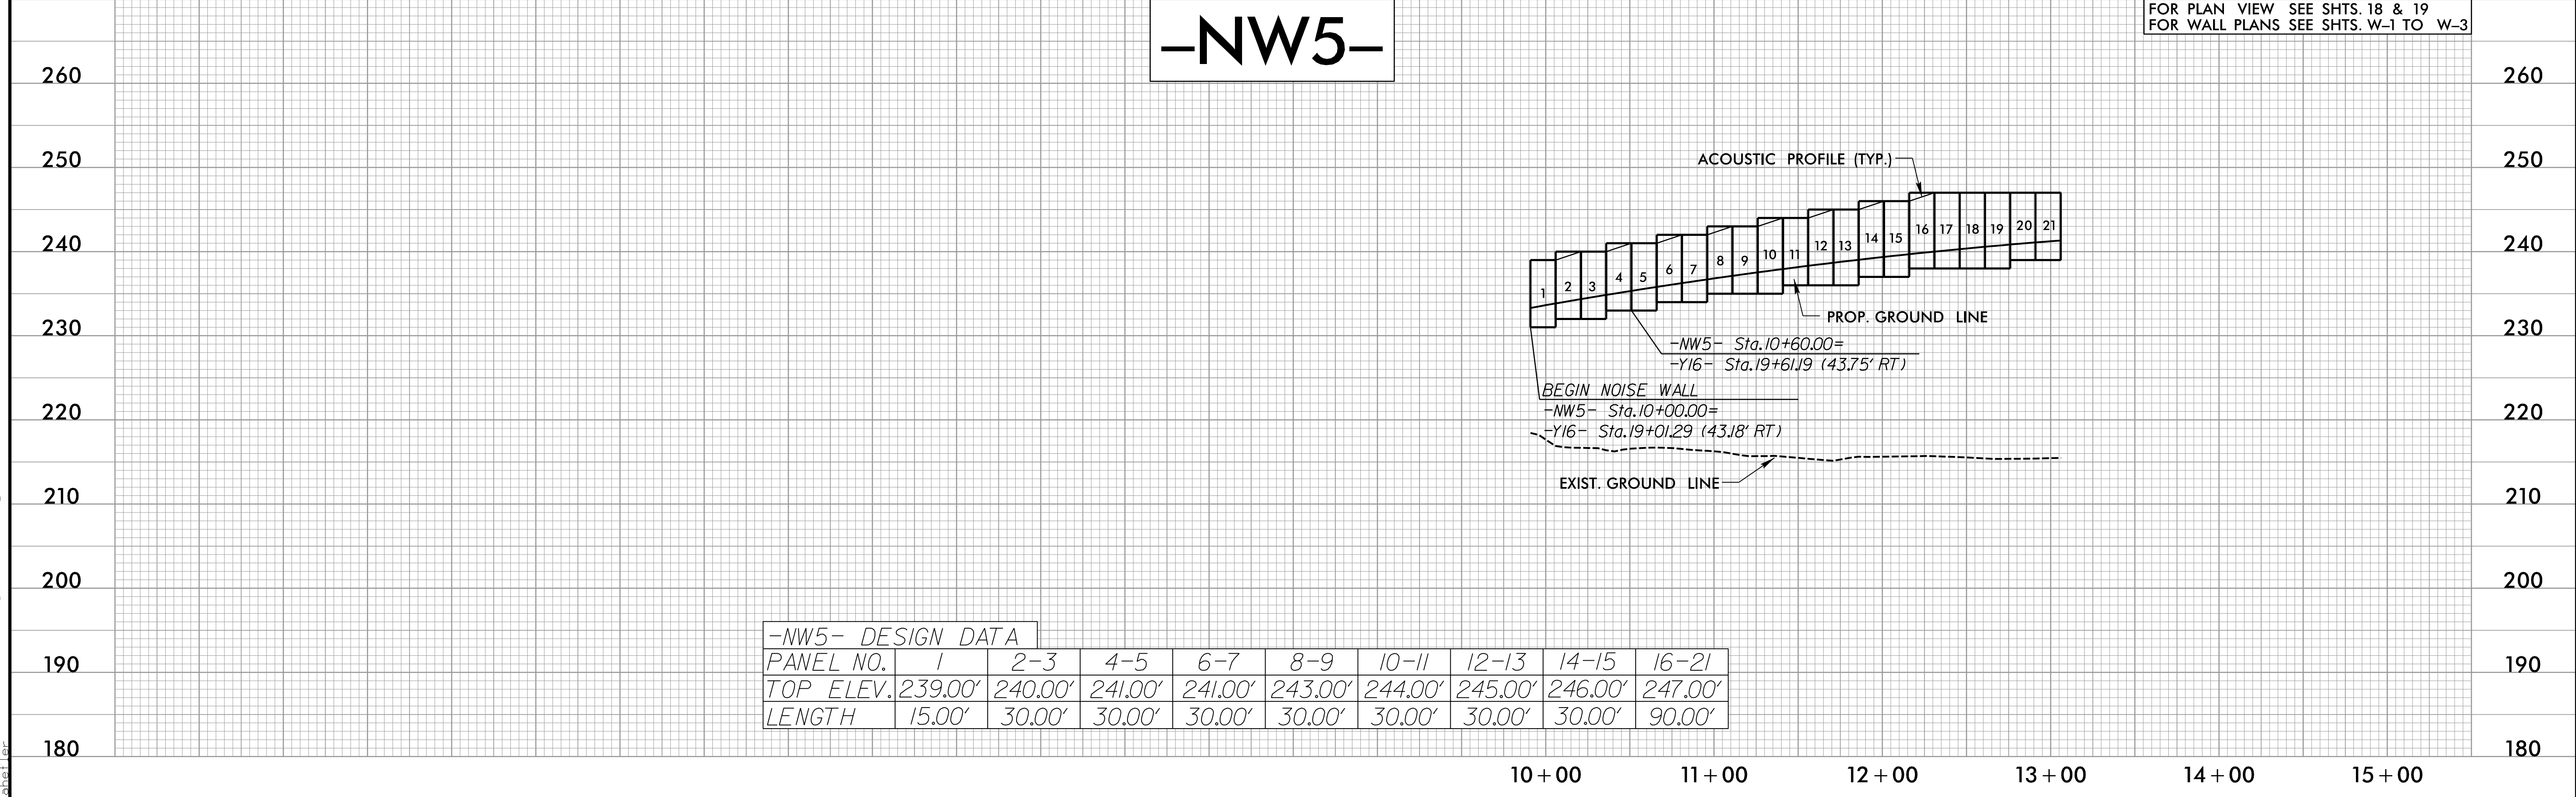 -NW5-
FOR PLAN VIEW SEE SHTS. 18 & 19
FOR WALL PLANS SEE SHTS. W-1 TO W-3
260 260
250 250
240 240
230 230
220 220
210 210
200 200
190 190
180 180
ACOUSTIC PROFILE (TYP.)
1 2 3 4 5 6 7 8 9 10 11 12 13 14 15 16 17 18 19 20 21
PROP. GROUND LINE
-NW5- Sta.10+60.00=
-Y16- Sta.19+61.19 (43.75' RT)
BEGIN NOISE WALL
-NW5- Sta.10+00.00=
-Y16- Sta.19+01.29 (43.18' RT)
EXIST. GROUND LINE
-NW5- DESIGN DATA
PANEL NO. 1 2-3 4-5 6-7 8-9 10-11 12-13 14-15 16-21
TOP ELEV. 239.00' 240.00' 241.00' 241.00' 243.00' 244.00' 245.00' 246.00' 247.00'
LENGTH 15.00' 30.00' 30.00' 30.00' 30.00' 30.00' 30.00' 30.00' 90.00'
10+00 11+00 12+00 13+00 14+00 15+00